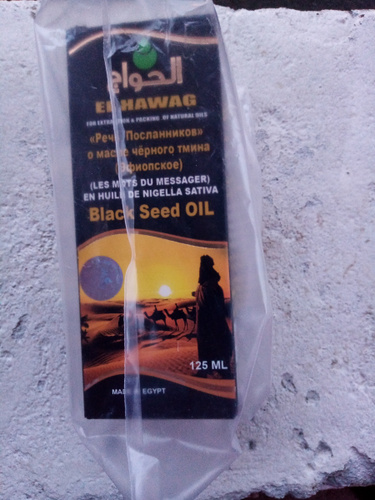 الحواج
EL HAWAG
FOR EXTRACTION & PACKING OF NATURAL OILS
«Речь Посланников»
о масле чёрного тмина
(Эфиопское)
(LES MOTS DU MESSAGER)
EN HUILE DE NIGELLA SATIVA
Black Seed OIL
125 ML
MADE IN EGYPT